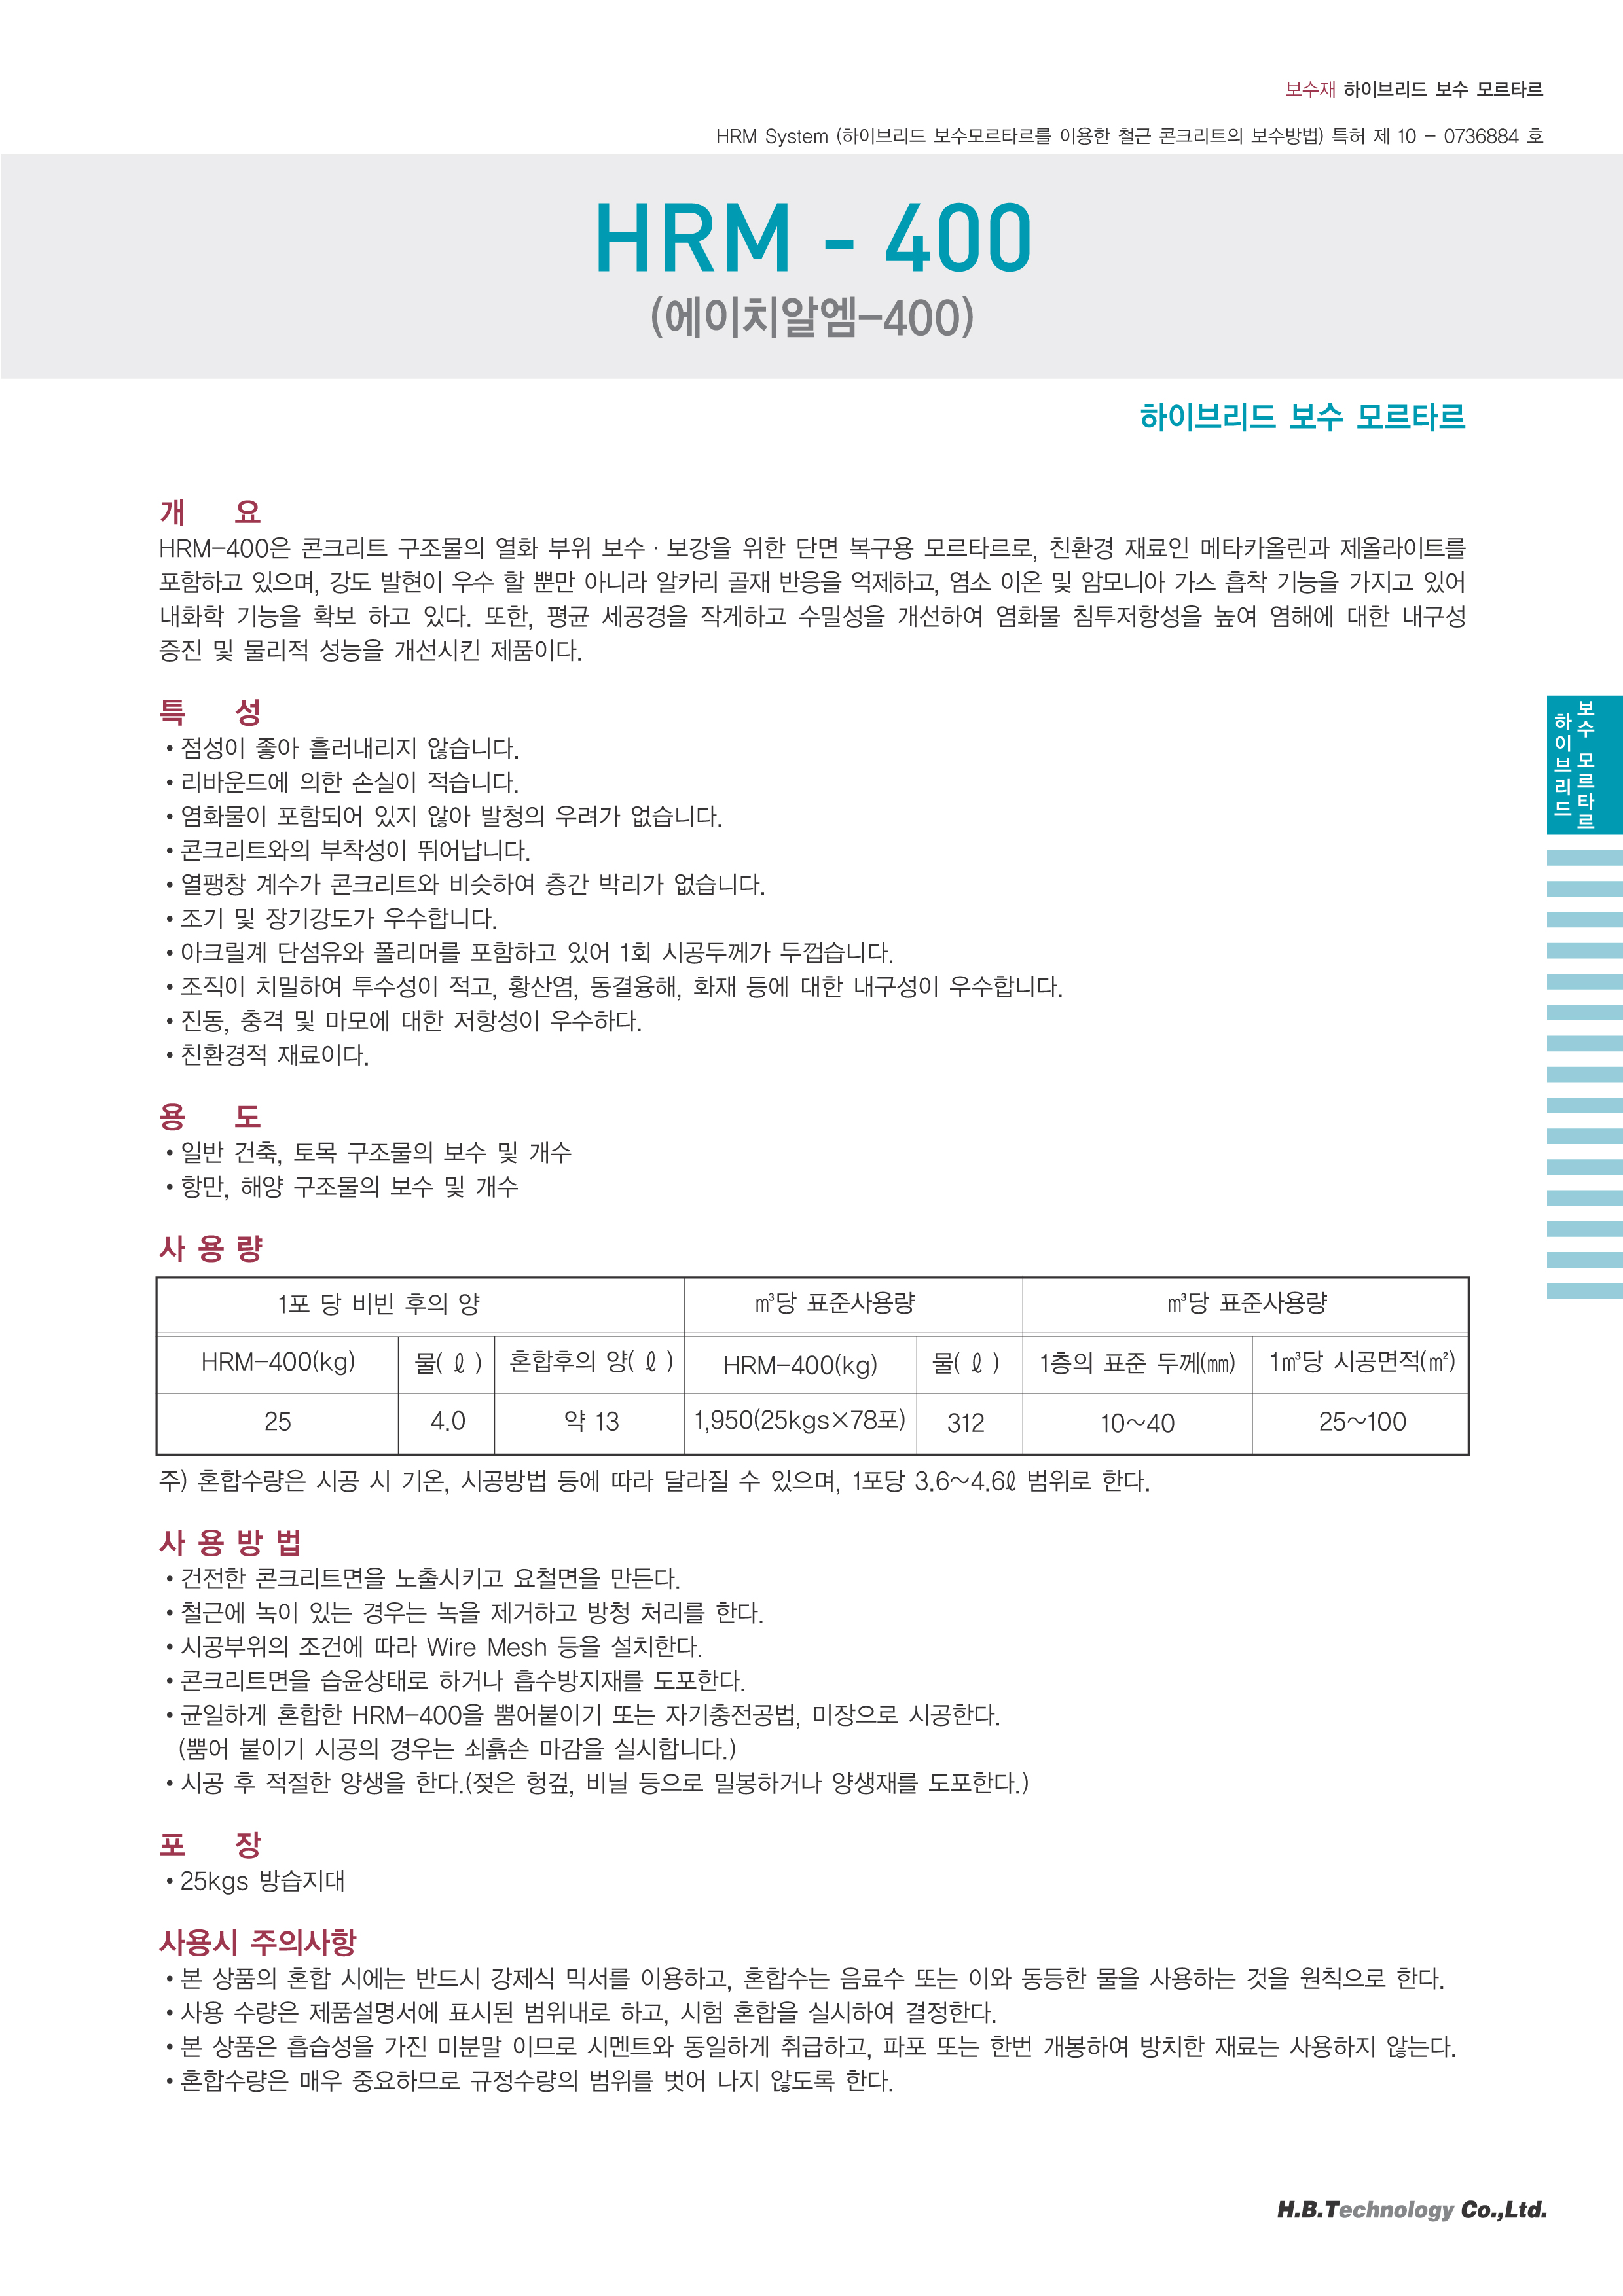 보수재 하이브리드 보수 모르타르
HRM System (하이브리드 보수모르타르를 이용한 철근 콘크리트의 보수방법) 특허 제 10 - 0736884 호
HRM - 400
(에이치알엠-400)
하이브리드 보수 모르타르
개 요
HRM-400은 콘크리트 구조물의 열화 부위 보수 · 보강을 위한 단면 복구용 모르타르로, 친환경 재료인 메타카올린과 제올라이트를
포함하고 있으며, 강도 발현이 우수 할 뿐만 아니라 알카리 골재 반응을 억제하고, 염소 이온 및 암모니아 가스 흡착 기능을 가지고 있어
내화학 기능을 확보 하고 있다. 또한, 평균 세공경을 작게하고 수밀성을 개선하여 염화물 침투저항성을 높여 염해에 대한 내구성
증진 및 물리적 성능을 개선시킨 제품이다.
특 성
• 점성이 좋아 흘러내리지 않습니다.
• 리바운드에 의한 손실이 적습니다.
• 염화물이 포함되어 있지 않아 발청의 우려가 없습니다.
• 콘크리트와의 부착성이 뛰어납니다.
• 열팽창 계수가 콘크리트와 비슷하여 층간 박리가 없습니다.
• 조기 및 장기강도가 우수합니다.
• 아크릴계 단섬유와 폴리머를 포함하고 있어 1회 시공두께가 두껍습니다.
• 조직이 치밀하여 투수성이 적고, 황산염, 동결융해, 화재 등에 대한 내구성이 우수합니다.
• 진동, 충격 및 마모에 대한 저항성이 우수하다.
• 친환경적 재료이다.
하이브리드
보수 모르타르
용 도
• 일반 건축, 토목 구조물의 보수 및 개수
• 항만, 해양 구조물의 보수 및 개수
사 용 량
1포 당 비빈 후의 양 ㎥당 표준사용량 ㎥당 표준사용량
HRM-400(kg) 물( ℓ ) 혼합후의 양( ℓ ) HRM-400(kg) 물( ℓ ) 1층의 표준 두께(㎜) 1㎥당 시공면적(㎡)
25 4.0 약 13 1,950(25kgs×78포) 312 10~40 25~100
주) 혼합수량은 시공 시 기온, 시공방법 등에 따라 달라질 수 있으며, 1포당 3.6~4.6ℓ 범위로 한다.
사 용 방 법
• 건전한 콘크리트면을 노출시키고 요철면을 만든다.
• 철근에 녹이 있는 경우는 녹을 제거하고 방청 처리를 한다.
• 시공부위의 조건에 따라 Wire Mesh 등을 설치한다.
• 콘크리트면을 습윤상태로 하거나 흡수방지재를 도포한다.
• 균일하게 혼합한 HRM-400을 뿜어붙이기 또는 자기충전공법, 미장으로 시공한다.
(뿜어 붙이기 시공의 경우는 쇠흙손 마감을 실시합니다.)
• 시공 후 적절한 양생을 한다.(젖은 헝겊, 비닐 등으로 밀봉하거나 양생재를 도포한다.)
포 장
• 25kgs 방습지대
사용시 주의사항
• 본 상품의 혼합 시에는 반드시 강제식 믹서를 이용하고, 혼합수는 음료수 또는 이와 동등한 물을 사용하는 것을 원칙으로 한다.
• 사용 수량은 제품설명서에 표시된 범위내로 하고, 시험 혼합을 실시하여 결정한다.
• 본 상품은 흡습성을 가진 미분말 이므로 시멘트와 동일하게 취급하고, 파포 또는 한번 개봉하여 방치한 재료는 사용하지 않는다.
• 혼합수량은 매우 중요하므로 규정수량의 범위를 벗어 나지 않도록 한다.
H.B.Technology Co.,Ltd.